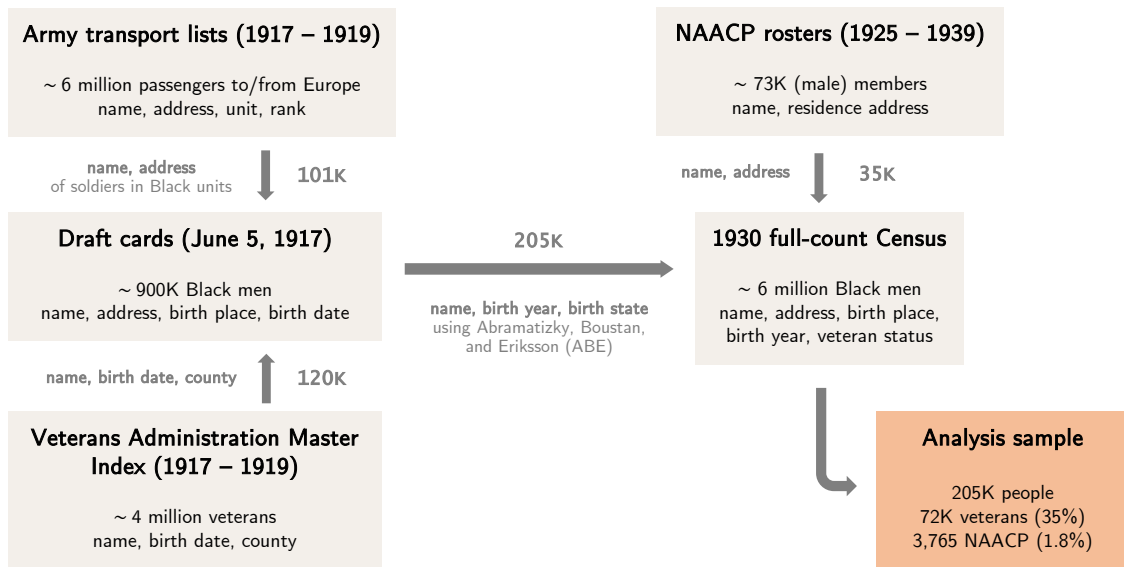 Army transport lists (1917 – 1919)
~ 6 million passengers to/from Europe
name, address, unit, rank
name, address
of soldiers in Black units
101K
Draft cards (June 5, 1917)
~ 900K Black men
name, address, birth place, birth date
name, birth date, county
120K
Veterans Administration Master
Index (1917 – 1919)
~ 4 million veterans
name, birth date, county
205K
name, birth year, birth state
using Abramatizky, Boustan,
and Eriksson (ABE)
NAACP rosters (1925 – 1939)
~ 73K (male) members
name, residence address
name, address
35K
1930 full-count Census
~ 6 million Black men
name, address, birth place,
birth year, veteran status
Analysis sample
205K people
72K veterans (35%)
3,765 NAACP (1.8%)